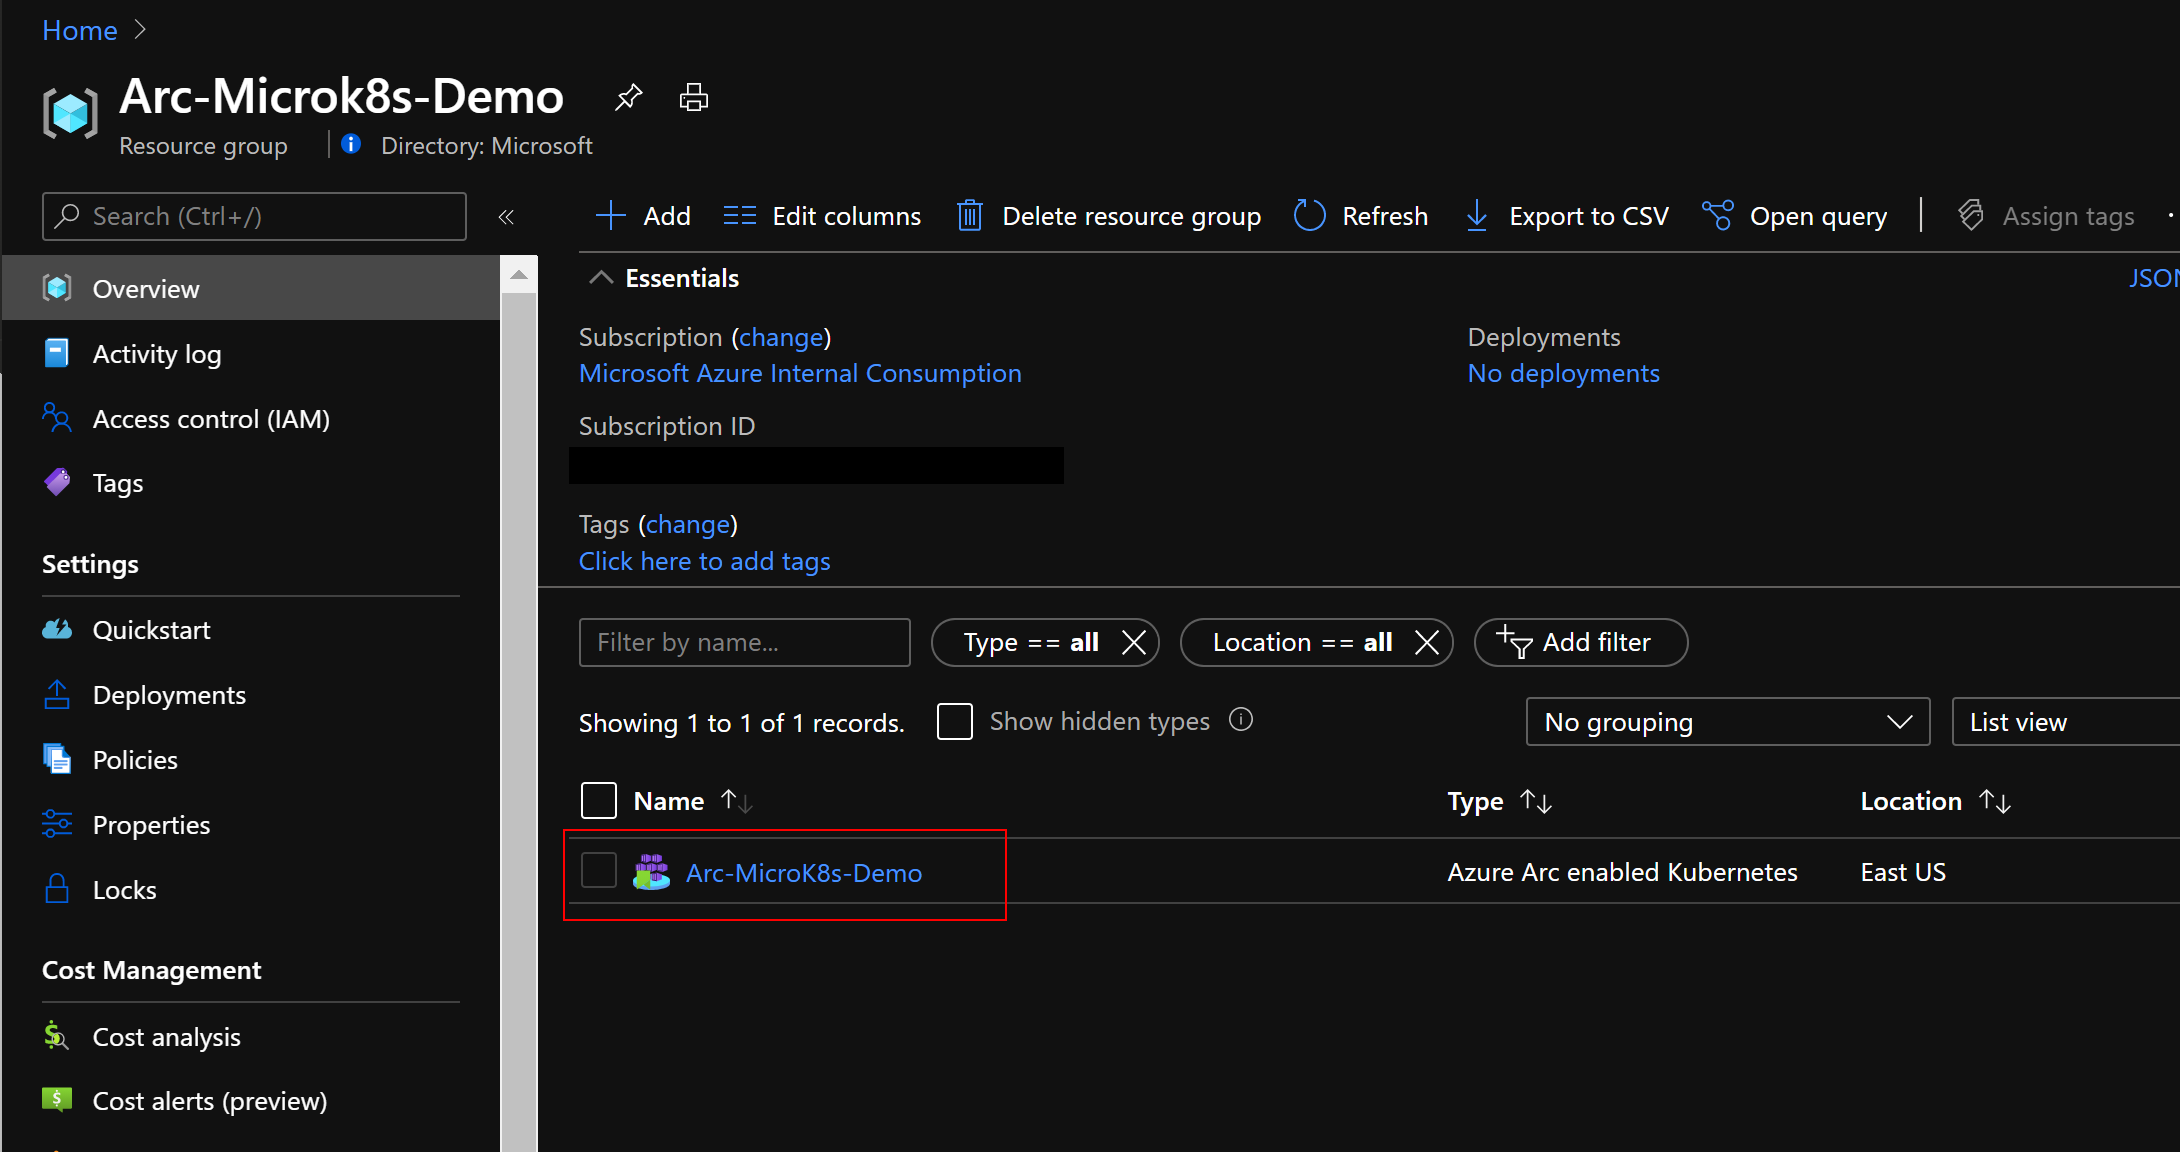 Home
Arc-Microk8s-Demo
Resource group
Directory: Microsoft
Search (Ctrl+/)
Add
Edit columns
Delete resource group
Refresh
Export to CSV
Open query
Assign tags
Overview
Activity log
Access control (IAM)
Tags
Settings
Quickstart
Deployments
Policies
Properties
Locks
Cost Management
Cost analysis
Cost alerts (preview)
Essentials
JSON
Subscription (change)
Microsoft Azure Internal Consumption
Deployments
No deployments
Subscription ID
Tags (change)
Click here to add tags
Filter by name...
Type == all
Location == all
Add filter
Showing 1 to 1 of 1 records.
Show hidden types
No grouping
List view
Name
Type
Location
Arc-MicroK8s-Demo
Azure Arc enabled Kubernetes
East US